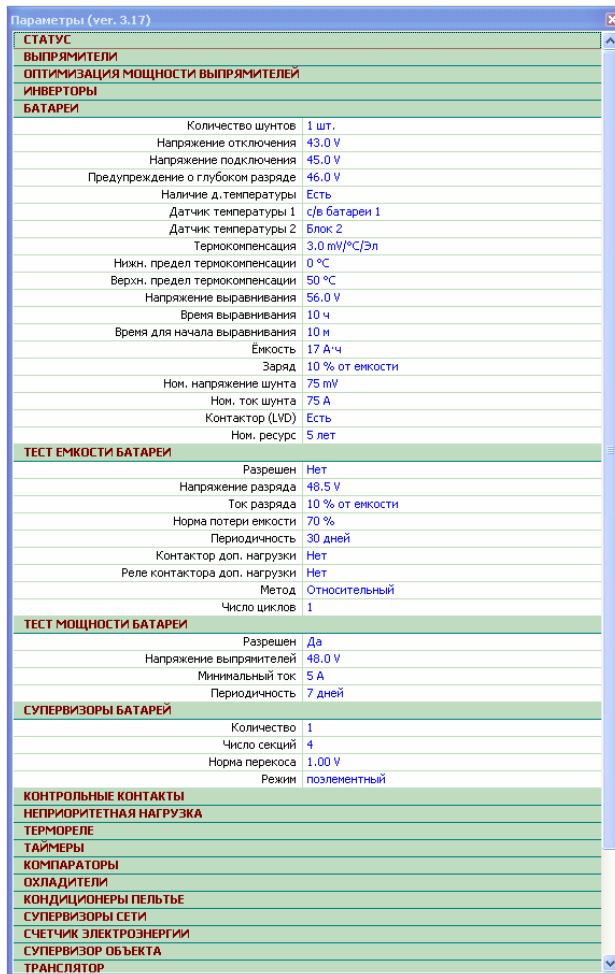 Параметры (ver. 3.17)
СТАТУС
ВЫПРЯМИТЕЛИ
ОПТИМИЗАЦИЯ МОЩНОСТИ ВЫПРЯМИТЕЛЕЙ
ИНВЕРТОРЫ
БАТАРЕИ
Количество шунтов 1 шт.
Напряжение отключения 43.0 V
Напряжение подключения 45.0 V
Предупреждение о глубоком разряде 46.0 V
Наличие д.температуры Есть
Датчик температуры 1 с/в батареи 1
Датчик температуры 2 Блок 2
Термокомпенсация 3.0 mV/°C/Эл
Нижн. предел термокомпенсации 0 °C
Верхн. предел термокомпенсации 50 °C
Напряжение выравнивания 56.0 V
Время выравнивания 10 ч
Время для начала выравнивания 10 м
Ёмкость 17 А·ч
Заряд 10 % от емкости
Ном. напряжение шунта 75 mV
Ном. ток шунта 75 A
Контактор (LVD) Есть
Ном. ресурс 5 лет
ТЕСТ ЕМКОСТИ БАТАРЕИ
Разрешен Нет
Напряжение разряда 48.5 V
Ток разряда 10 % от емкости
Норма потери емкости 70 %
Периодичность 30 дней
Контактор доп. нагрузки Нет
Реле контактора доп. нагрузки Нет
Метод Относительный
Число циклов 1
ТЕСТ МОЩНОСТИ БАТАРЕИ
Разрешен Да
Напряжение выпрямителей 48.0 V
Минимальный ток 5 A
Периодичность 7 дней
СУПЕРВИЗОРЫ БАТАРЕЙ
Количество 1
Число секций 4
Норма перекоса 1.00 V
Режим поэлементный
КОНТРОЛЬНЫЕ КОНТАКТЫ
НЕПРИОРИТЕТНАЯ НАГРУЗКА
ТЕРМОРЕЛЕ
ТАЙМЕРЫ
КОМПАРАТОРЫ
ОХЛАДИТЕЛИ
КОНДИЦИОНЕРЫ ПЕЛЬТЬЕ
СУПЕРВИЗОРЫ СЕТИ
СЧЕТЧИК ЭЛЕКТРОЭНЕРГИИ
СУПЕРВИЗОР ОБЪЕКТА
ТРАНСЛЯТОР